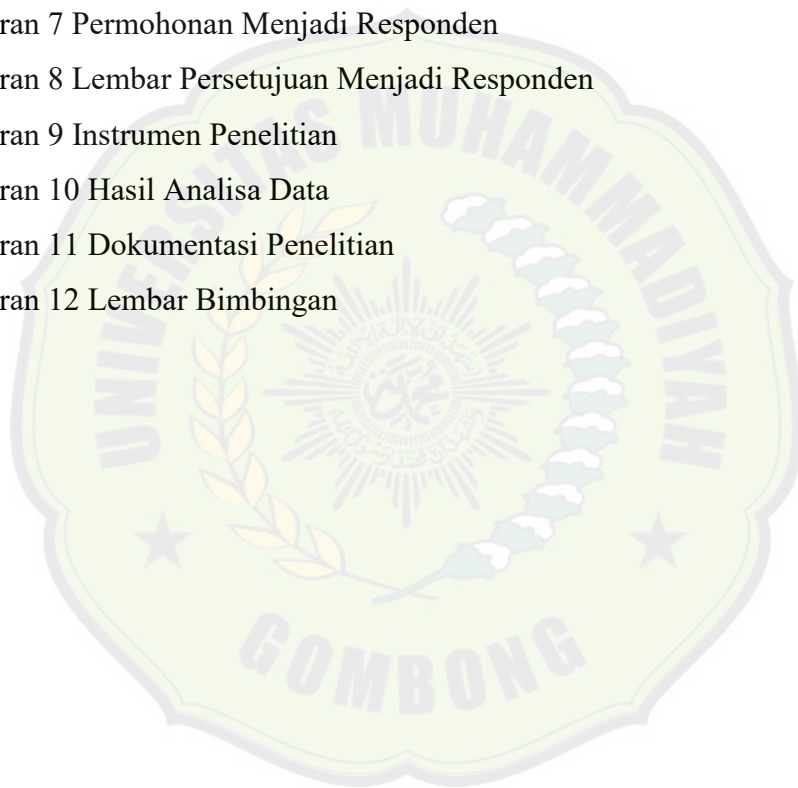 ran 7 Permohonan Menjadi Responden
ran 8 Lembar Persetujuan Menjadi Responden
ran 9 Instrumen Penelitian
ran 10 Hasil Analisa Data
ran 11 Dokumentasi Penelitian
ran 12 Lembar Bimbingan
UNIVERSITAS MUHAMMADIYAH
GOMBONG